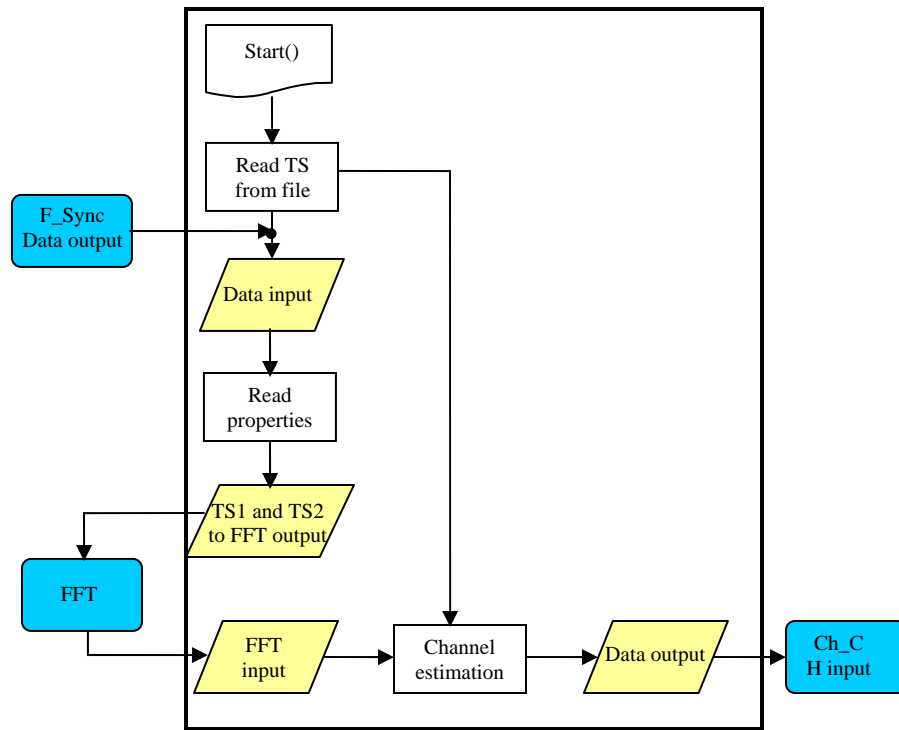 Start()
Read TS
from file
F_Sync
Data output
Data input
Read
properties
TS1 and TS2
to FFT output
FFT
FFT
input
Channel
estimation
Data output
Ch_C
H input